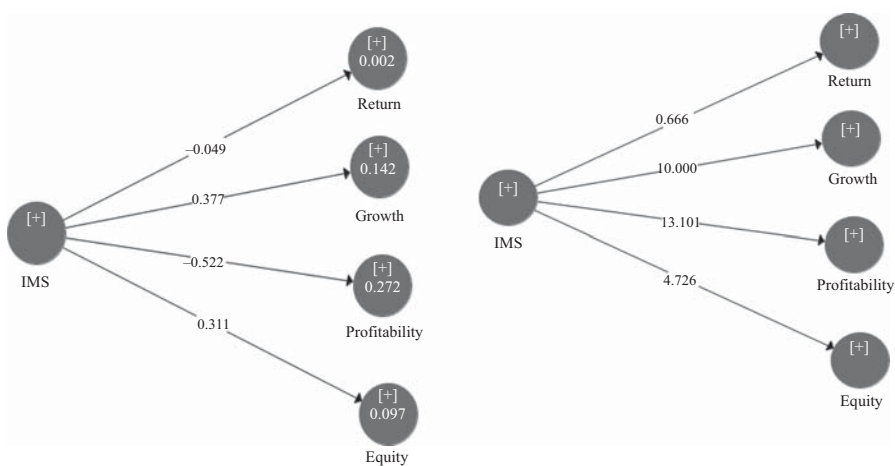 [+]
0.002
Return
–0.049
[+]
0.142
Growth
0.377
[+]
IMS
–0.522
[+]
0.272
Profitability
0.311
[+]
0.097
Equity
[+]
Return
0.666
[+]
Growth
10.000
[+]
IMS
13.101
[+]
Profitability
4.726
[+]
Equity